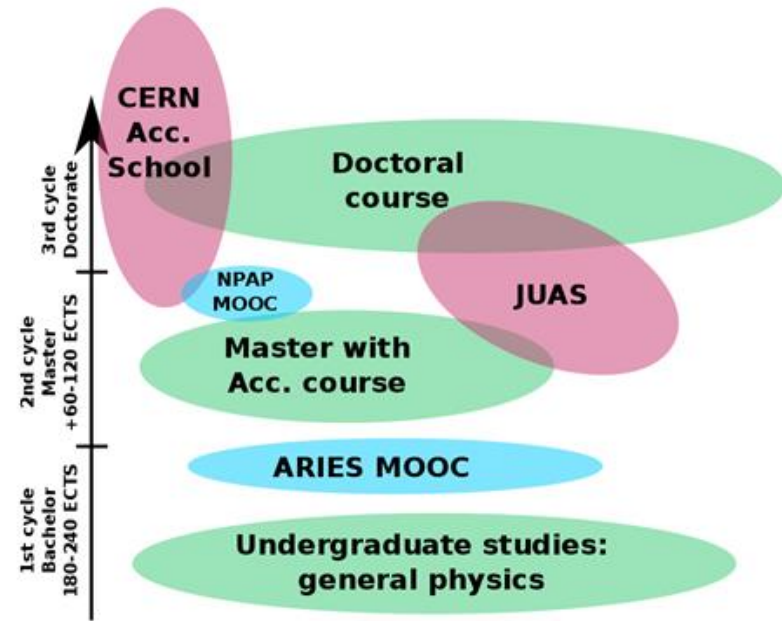 CERN
Acc.
School
Doctoral
course
3rd cycle
Doctorate
NPAP
MOOC
JUAS
Master with
Acc. course
2nd cycle
Master
+60-120 ECTS
ARIES MOOC
1st cycle
Bachelor
180-240 ECTS
Undergraduate studies:
general physics